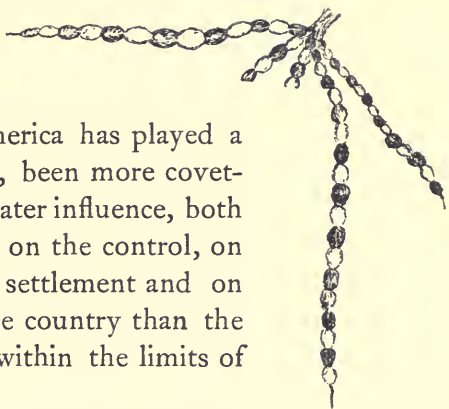 merica has played a
, been more covet-
ater influence, both
on the control, on
settlement and on
e country than the
within the limits of